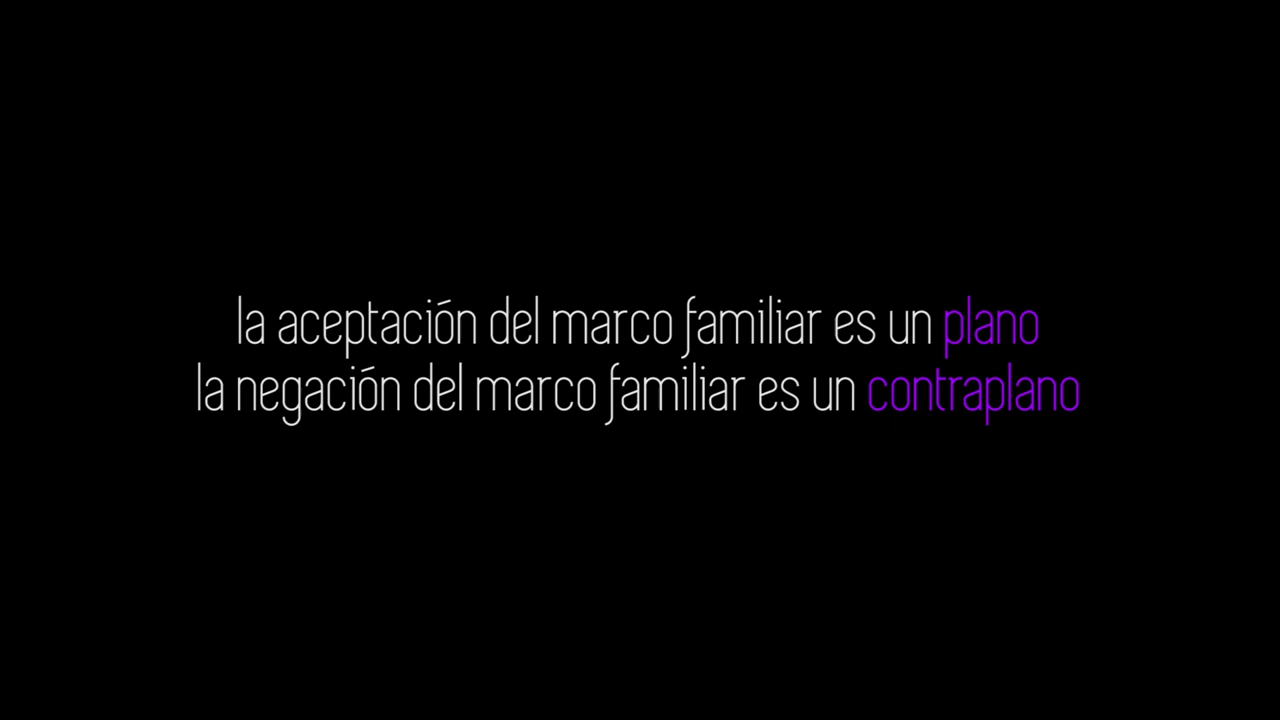 la aceptación del marco familiar es un plano
la negación del marco familiar es un contraplano